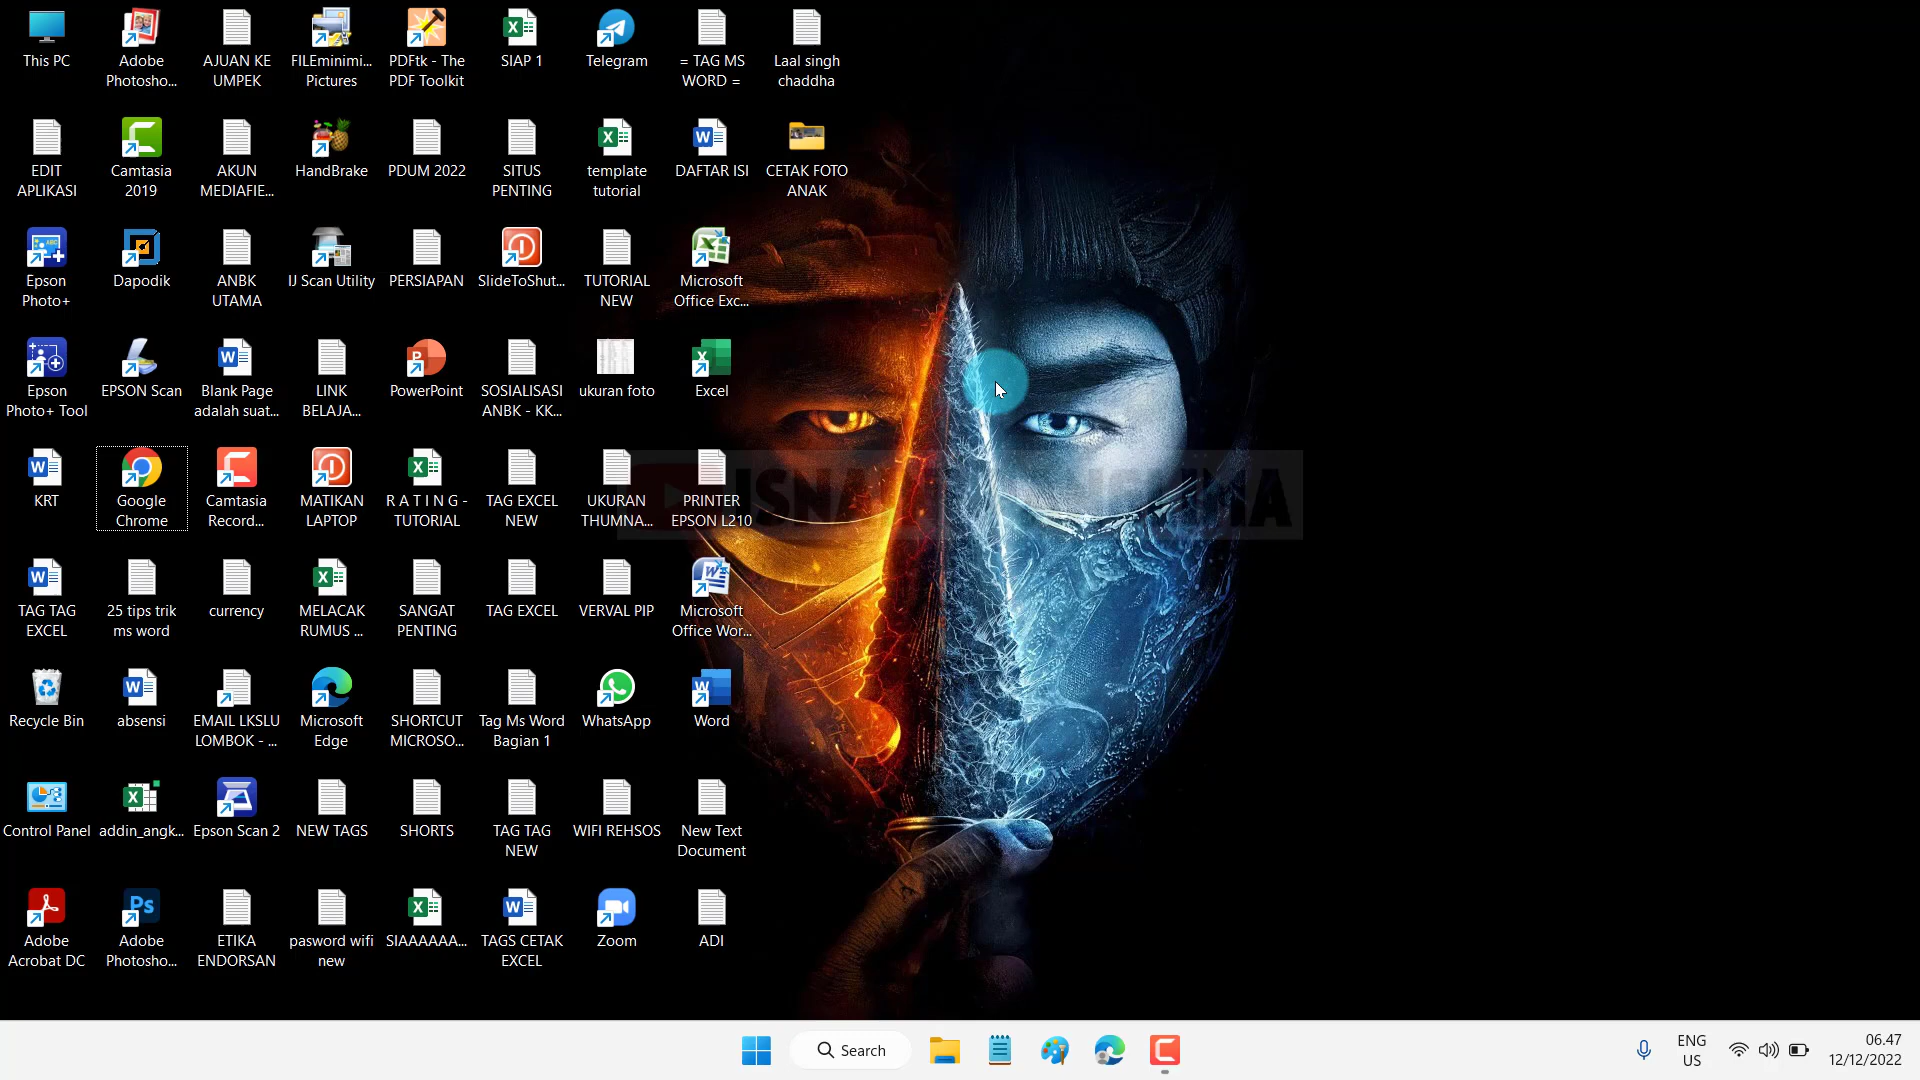 This PC
Adobe
Photosho...
AJUAN KE
UMPEK
FILEminimi...
Pictures
PDFtk - The
PDF Toolkit
SIAP 1
Telegram
= TAG MS
WORD =
Laal singh
chaddha
EDIT
APLIKASI
Camtasia
2019
AKUN
MEDIAFIE...
HandBrake
PDUM 2022
SITUS
PENTING
template
tutorial
DAFTAR ISI
CETAK FOTO
ANAK
Epson
Photo+
Dapodik
ANBK
UTAMA
IJ Scan Utility
PERSIAPAN
SlideToShut...
TUTORIAL
NEW
Microsoft
Office Exc...
Epson
Photo+ Tool
EPSON Scan
Blank Page
adalah suat...
LINK
BELAJA...
PowerPoint
SOSIALISASI
ANBK - KK...
ukuran foto
Excel
KRT
Google
Chrome
Camtasia
Record...
MATIKAN
LAPTOP
R A T I N G -
TUTORIAL
TAG EXCEL
NEW
UKURAN
THUMNA...
PRINTER
EPSON L210
TAG TAG
EXCEL
25 tips trik
ms word
currency
MELACAK
RUMUS ...
SANGAT
PENTING
TAG EXCEL
VERVAL PIP
Microsoft
Office Wor...
Recycle Bin
absensi
EMAIL LKSLU
LOMBOK - ...
Microsoft
Edge
SHORTCUT
MICROSO...
Tag Ms Word
Bagian 1
WhatsApp
Word
Control Panel
addin_angk...
Epson Scan 2
NEW TAGS
SHORTS
TAG TAG
NEW
WIFI REHSOS
New Text
Document
Adobe
Acrobat DC
Adobe
Photosho...
ETIKA
ENDORSAN
pasword wifi
new
SIAAAAAA...
TAGS CETAK
EXCEL
Zoom
ADI
Search
ENG
US
06.47
12/12/2022